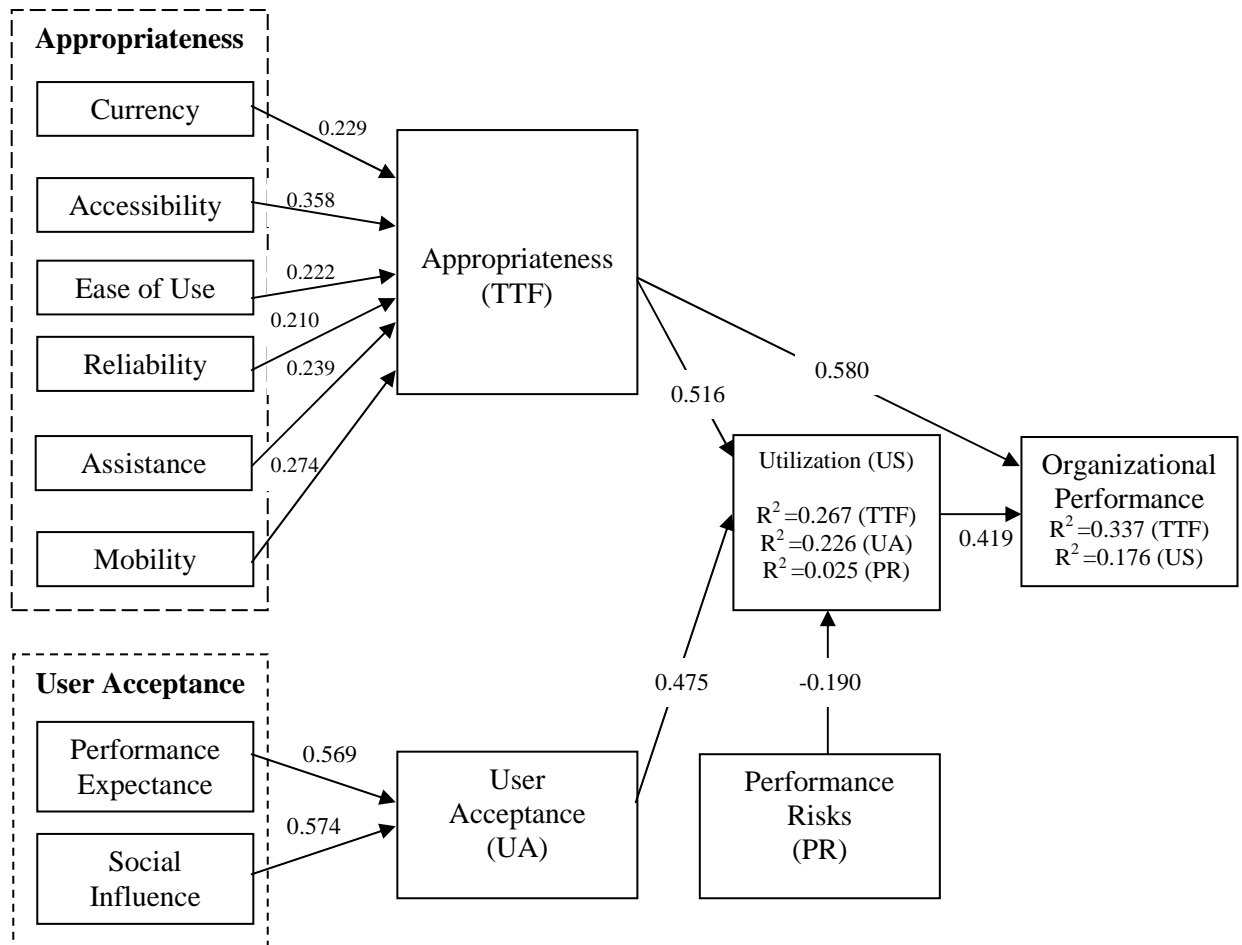 Appropriateness
Currency
0.229
Accessibility
0.358
Ease of Use
0.222
Reliability
0.210
Assistance
0.239
Mobility
0.274
Appropriateness
(TTF)
0.516
0.580
Utilization (US)
R²=0.267 (TTF)
R²=0.226 (UA)
R²=0.025 (PR)
0.419
Organizational
Performance
R²=0.337 (TTF)
R²=0.176 (US)
User Acceptance
Performance
Expectance
0.569
Social
Influence
0.574
User
Acceptance
(UA)
0.475
-0.190
Performance
Risks
(PR)